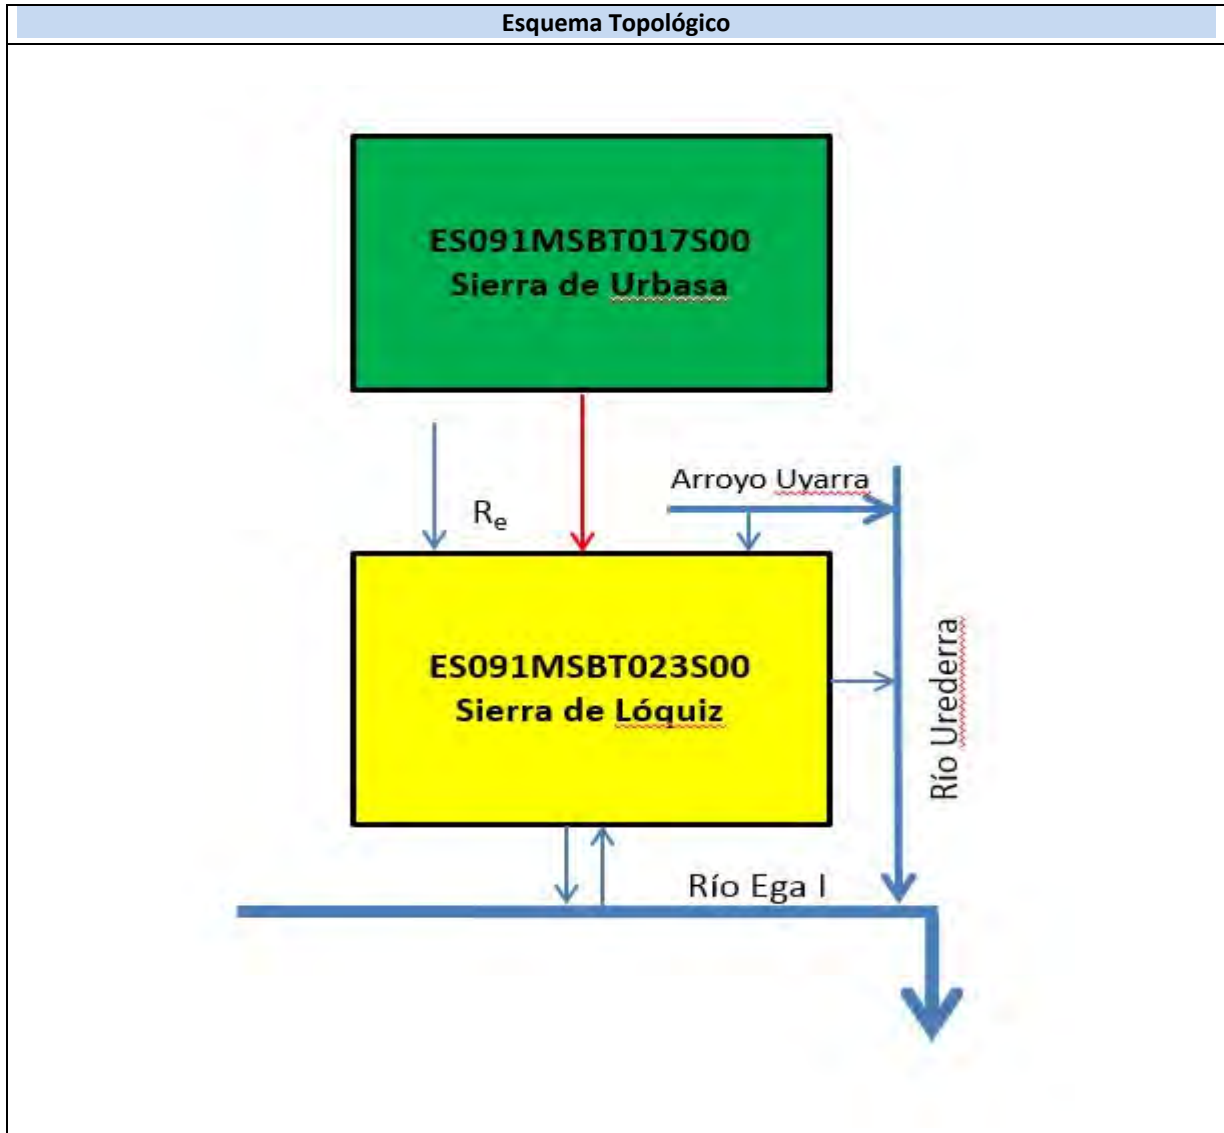 Esquema Topológico
ES091MSBT017S00
Sierra de Urbasa
Re
Arroyo Uyarra
ES091MSBT023S00
Sierra de Lóquiz
Río Urederra
Río Ega I